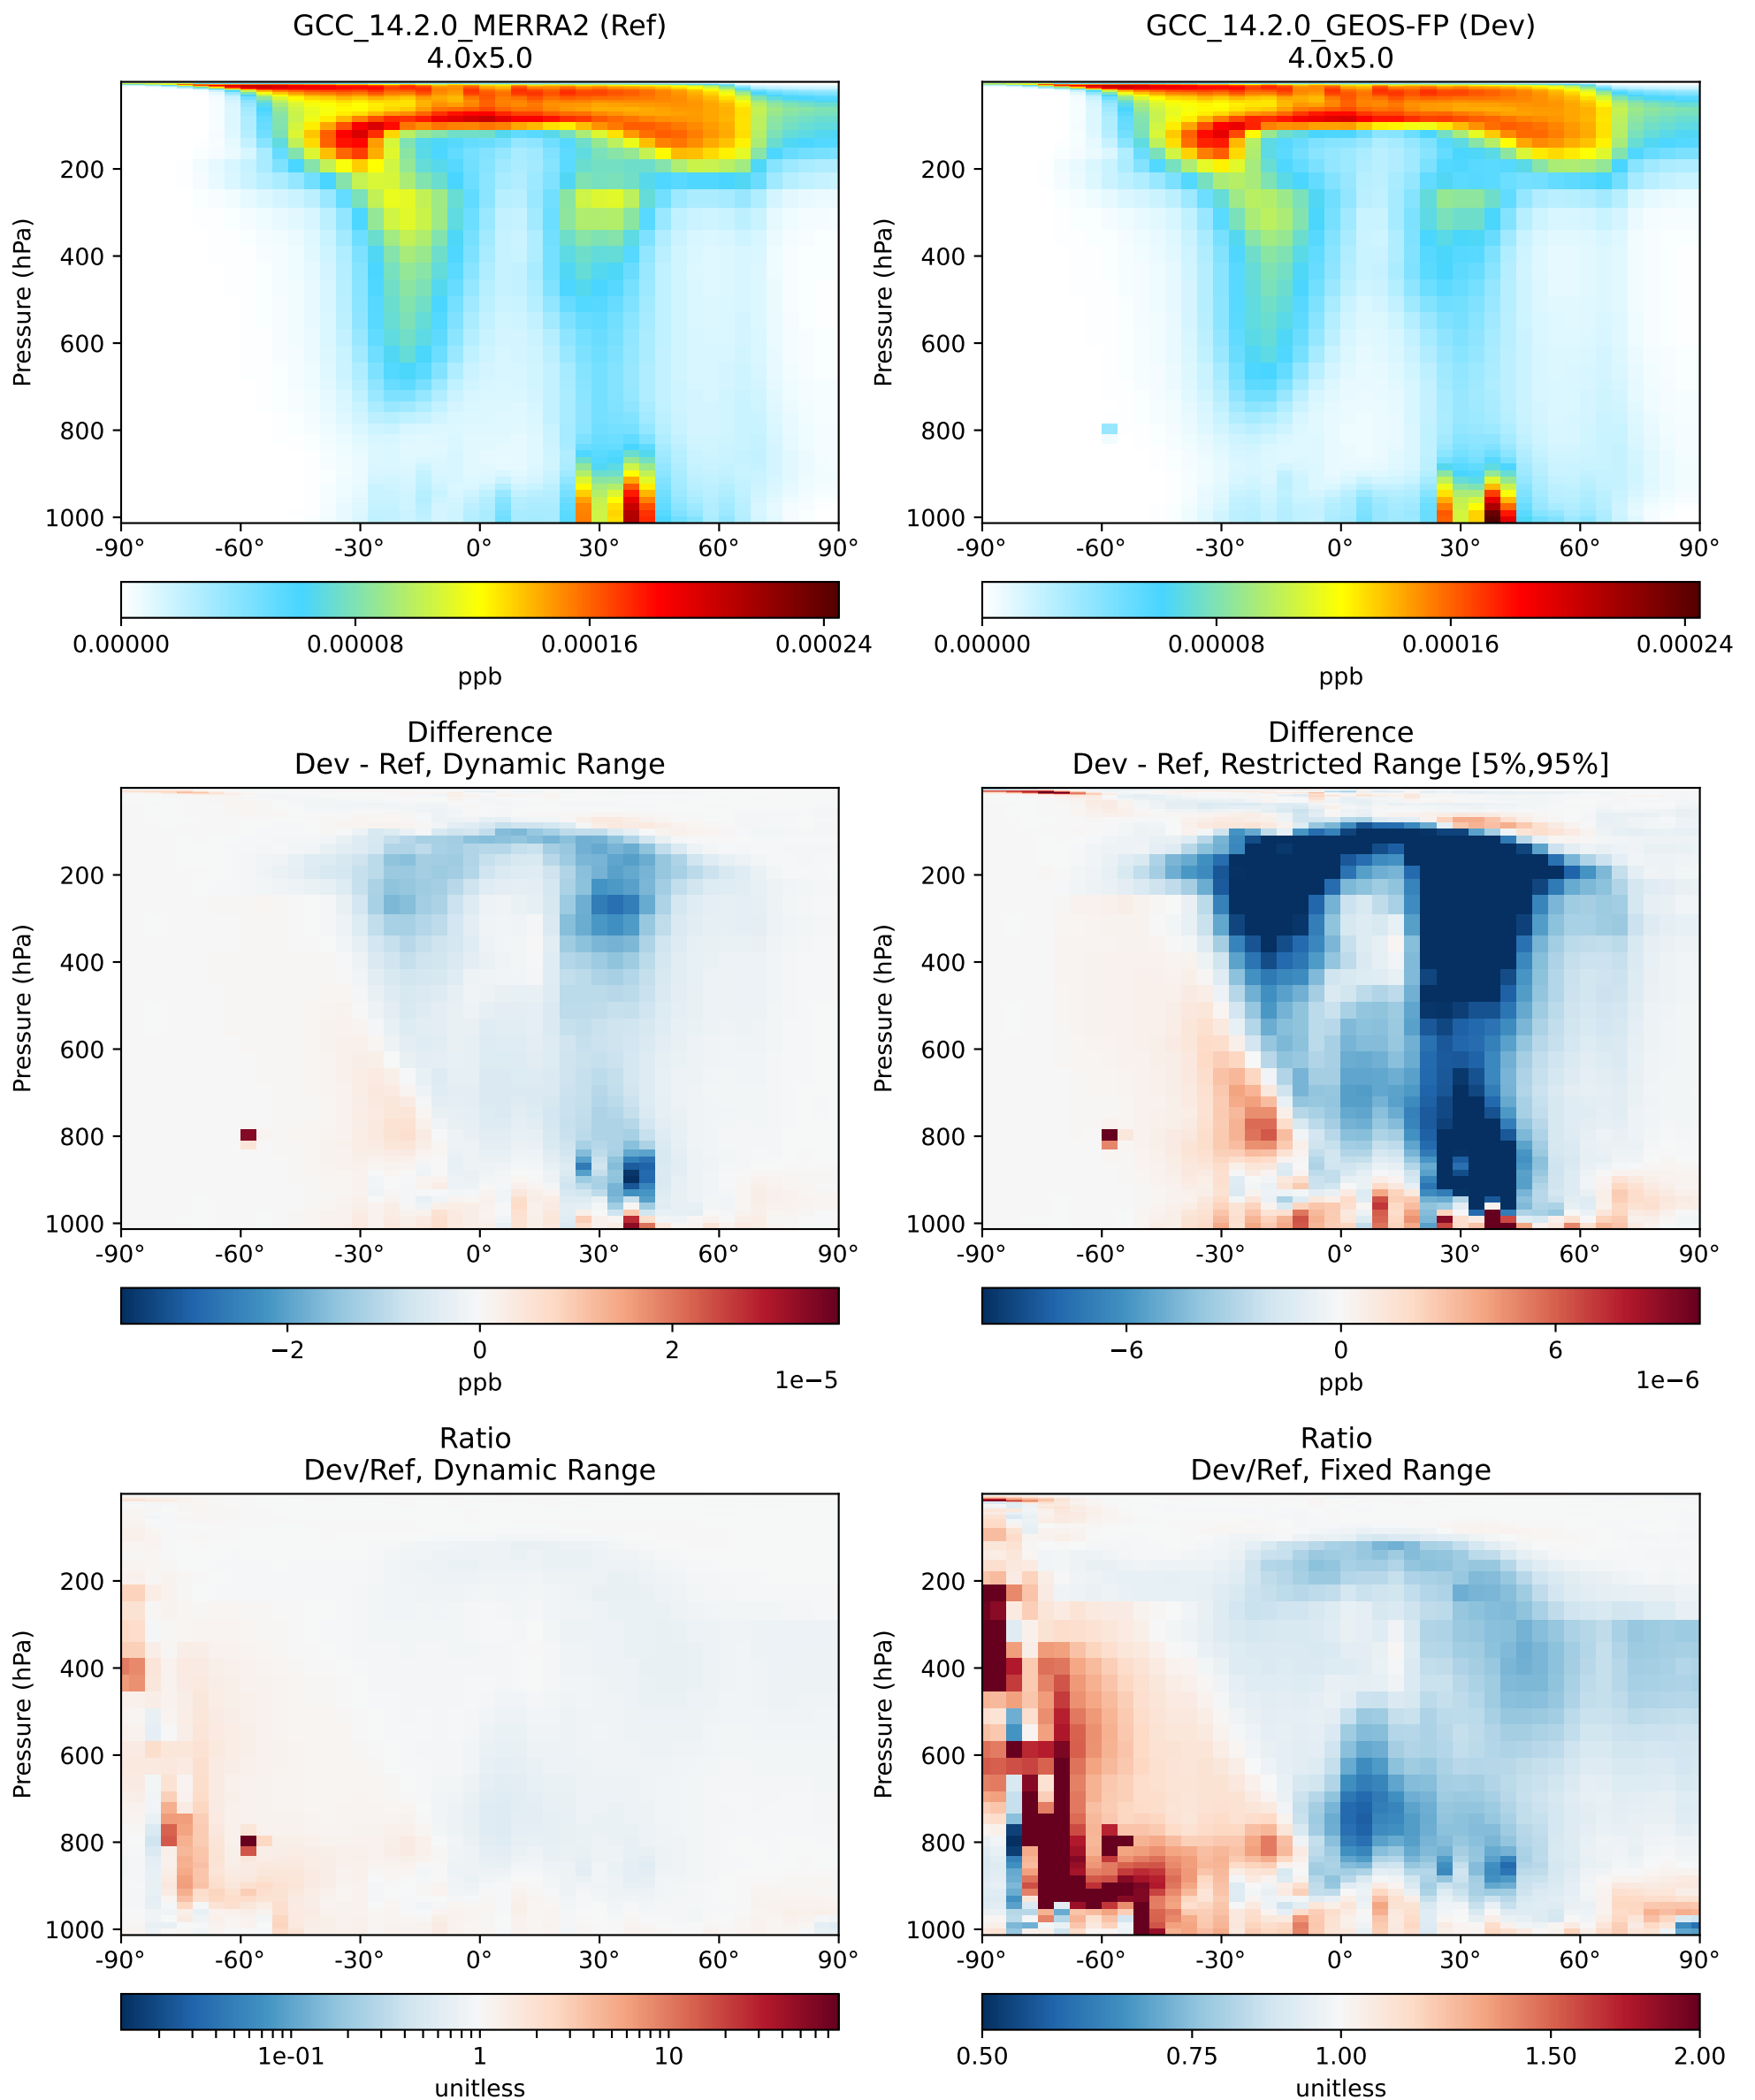 GCC_14.2.0_MERRA2 (Ref)
4.0x5.0
GCC_14.2.0_GEOS-FP (Dev)
4.0x5.0
Pressure (hPa)
200
400
600
800
1000
-90° -60° -30° 0° 30° 60° 90°
0.00000 0.00008 0.00016 0.00024
ppb
Pressure (hPa)
200
400
600
800
1000
-90° -60° -30° 0° 30° 60° 90°
0.00000 0.00008 0.00016 0.00024
ppb
Difference
Dev - Ref, Dynamic Range
Pressure (hPa)
200
400
600
800
1000
-90° -60° -30° 0° 30° 60° 90°
−2 0 2
ppb
1e−5
Difference
Dev - Ref, Restricted Range [5%,95%]
Pressure (hPa)
200
400
600
800
1000
-90° -60° -30° 0° 30° 60° 90°
−6 0 6
ppb
1e−6
Ratio
Dev/Ref, Dynamic Range
Pressure (hPa)
200
400
600
800
1000
-90° -60° -30° 0° 30° 60° 90°
1e-01 1 10
unitless
Ratio
Dev/Ref, Fixed Range
Pressure (hPa)
200
400
600
800
1000
-90° -60° -30° 0° 30° 60° 90°
0.50 0.75 1.00 1.50 2.00
unitless